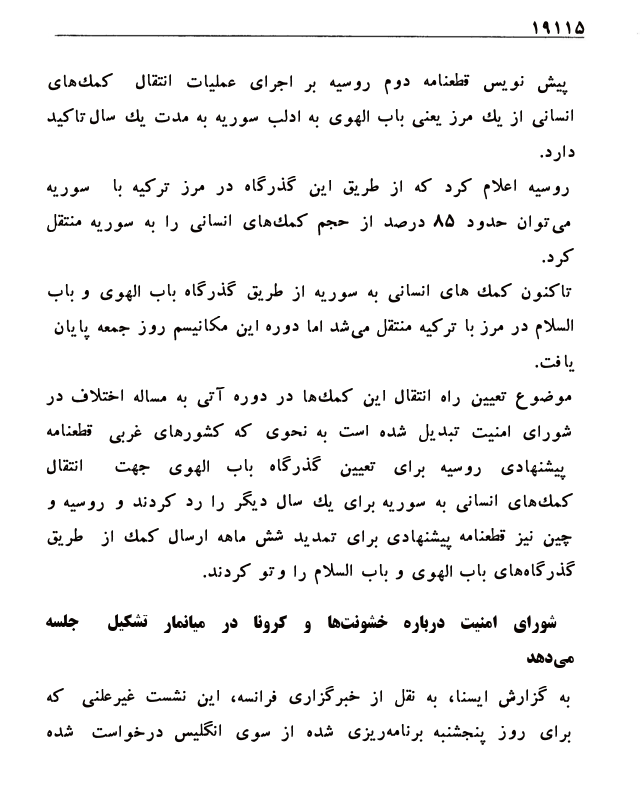 ۱۹۱۱۵
پیش نویس قطعنامه دوم روسیه بر اجرای عملیات انتقال کمك‌های
انسانی از یك مرز یعنی باب الهوی به ادلب سوریه به مدت یك سال تاکید
دارد.
روسیه اعلام کرد که از طریق این گذرگاه در مرز ترکیه با سوریه
می‌توان حدود ۸۵ درصد از حجم کمك‌های انسانی را به سوریه منتقل
کرد.
تاکنون کمك های انسانی به سوریه از طریق گذرگاه باب الهوی و باب
السلام در مرز با ترکیه منتقل می‌شد اما دوره این مکانیسم روز جمعه پایان
یافت.
موضوع تعیین راه انتقال این کمك‌ها در دوره آتی به مساله اختلاف در
شورای امنیت تبدیل شده است به نحوی که کشورهای غربی قطعنامه
پیشنهادی روسیه برای تعیین گذرگاه باب الهوی جهت انتقال
کمك‌های انسانی به سوریه برای یك سال دیگر را رد کردند و روسیه و
چین نیز قطعنامه پیشنهادی برای تمدید شش ماهه ارسال کمك از طریق
گذرگاه‌های باب الهوی و باب السلام را وتو کردند.
شورای امنیت درباره خشونت‌ها و کرونا در میانمار تشکیل جلسه
می‌دهد
به گزارش ایسنا، به نقل از خبرگزاری فرانسه، این نشست غیرعلنی که
برای روز پنجشنبه برنامه‌ریزی شده از سوی انگلیس درخواست شده